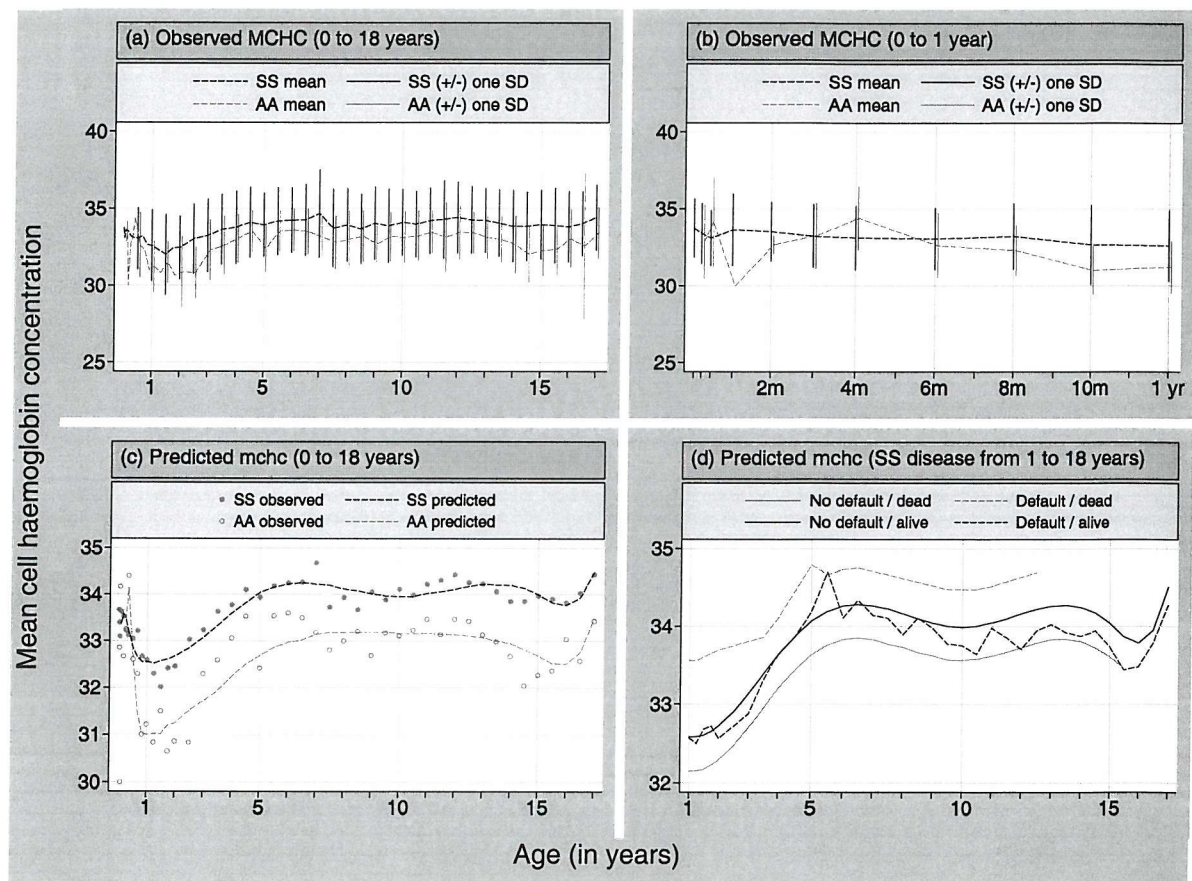 Mean cell haemoglobin concentration
(a) Observed MCHC (0 to 18 years)
SS mean SS (+/-) one SD
AA mean AA (+/-) one SD
40
35
30
25
1 5 10 15
(b) Observed MCHC (0 to 1 year)
SS mean SS (+/-) one SD
AA mean AA (+/-) one SD
40
35
30
25
2m 4m 6m 8m 10m 1 yr
(c) Predicted mchc (0 to 18 years)
SS observed SS predicted
AA observed AA predicted
35
34
33
32
31
30
1 5 10 15
(d) Predicted mchc (SS disease from 1 to 18 years)
No default / dead Default / dead
No default / alive Default / alive
35
34
33
32
1 5 10 15
Age (in years)